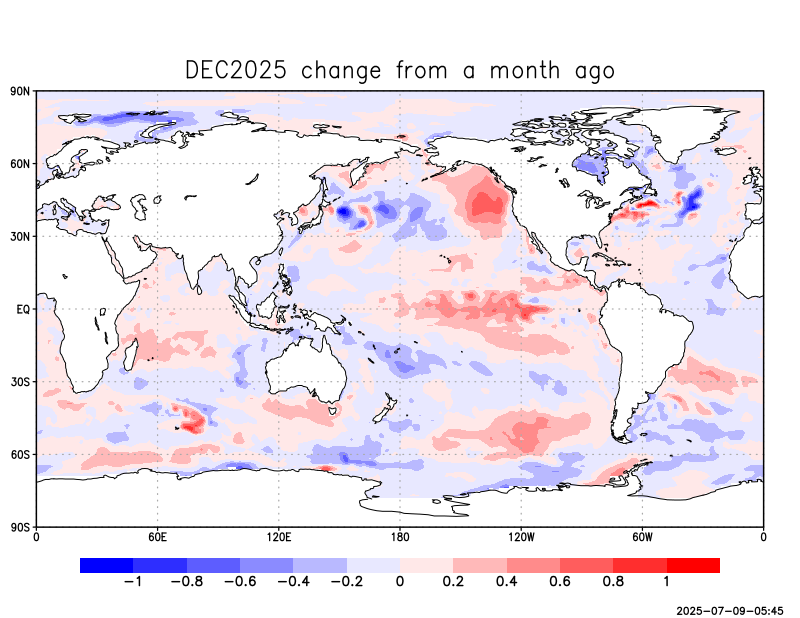 DEC2025 change from a month ago
90N
60N
30N
EQ
30S
60S
90S
0 60E 120E 180 120W 60W 0
-1 -0.8 -0.6 -0.4 -0.2 0 0.2 0.4 0.6 0.8 1
2025-07-09-05:45